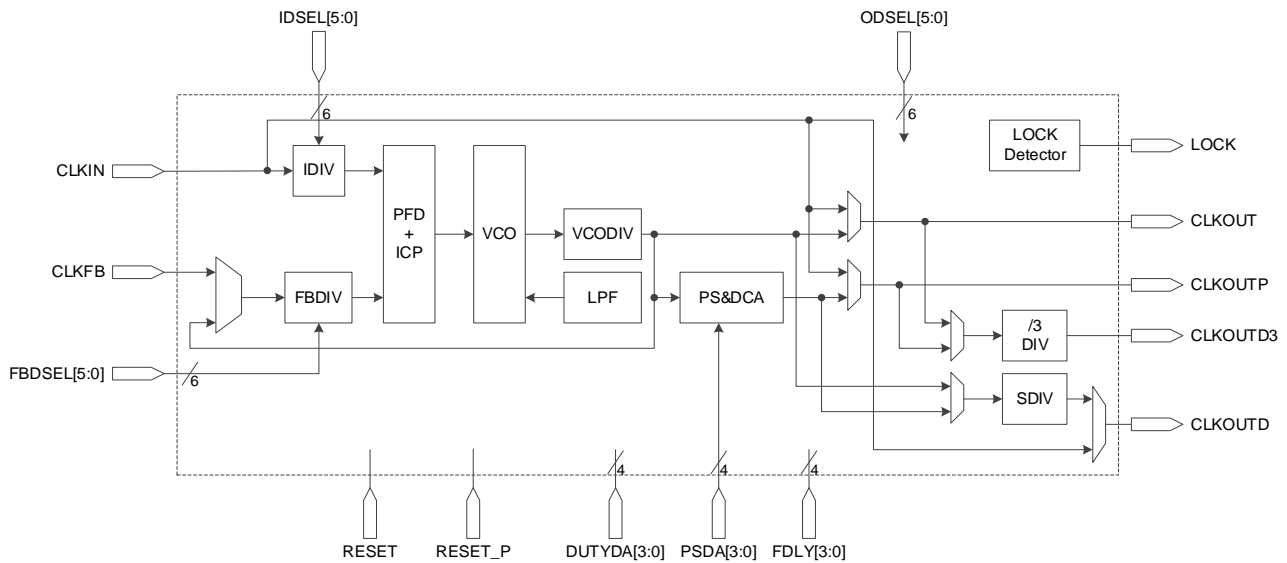 IDSEL[5:0]
ODSEL[5:0]
6
6
LOCK
Detector
LOCK
CLKIN
IDIV
PFD
+
ICP
VCO
VCODIV
CLKOUT
CLKFB
FBDIV
LPF
PS&DCA
CLKOUTP
/3
DIV
CLKOUTD3
FBDSEL[5:0]
6
SDIV
CLKOUTD
4
4
4
RESET
RESET_P
DUTYDA[3:0]
PSDA[3:0]
FDLY[3:0]